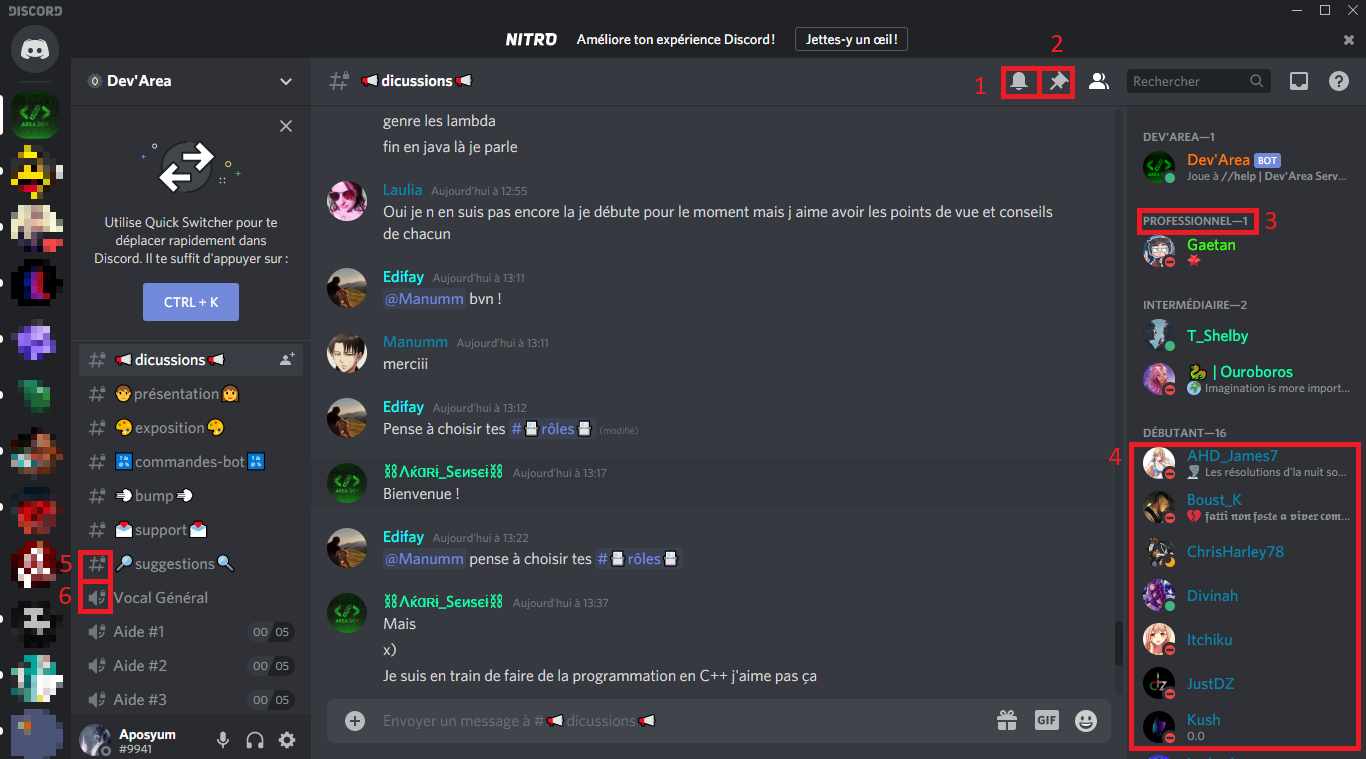 DISCORD
NITRO Améliore ton expérience Discord! Jettes-y un œil!
Dev'Area
📢dicussions📢
1
2
Rechercher
Utilise Quick Switcher pour te
déplacer rapidement dans
Discord. Il te suffit d'appuyer sur :
CTRL + K
📢dicussions📢
présentation
exposition
commandes-bot
bump
support
5
🔎suggestions🔍
6
Vocal Général
Aide #1 00 05
Aide #2 00 05
Aide #3 00 05
Aposyum
#9941
genre les lambda
fin en java là je parle
Laulia Aujourd'hui à 12:55
Oui je n en suis pas encore la je débute pour le moment mais j aime avoir les points de vue et conseils
de chacun
Edifay Aujourd'hui à 13:11
@Manumm bvn !
Manumm Aujourd'hui à 13:11
merciii
Edifay Aujourd'hui à 13:12
Pense à choisir tes #rôles (modifié)
Aujourd'hui à 13:17
Bienvenue !
Edifay Aujourd'hui à 13:22
@Manumm pense à choisir tes #rôles
Aujourd'hui à 13:37
Mais
x)
Je suis en train de faire de la programmation en C++ j'aime pas ça
Envoyer un message à #📢dicussions📢
GIF
DEV'AREA—1
AREA DEV
Dev'Area BOT
Joue à //help | Dev'Area Serv...
PROFESSIONNEL—1 3
Gaetan
INTERMÉDIAIRE—2
T_Shelby
🐍 | Ouroboros
Imagination is more import...
DÉBUTANT—16
4
AHD_James7
Les résolutions d'la nuit so...
Boust_K
💔 fatti non foste a viver com...
ChrisHarley78
Divinah
Itchiku
JustDZ
Kush
0.0